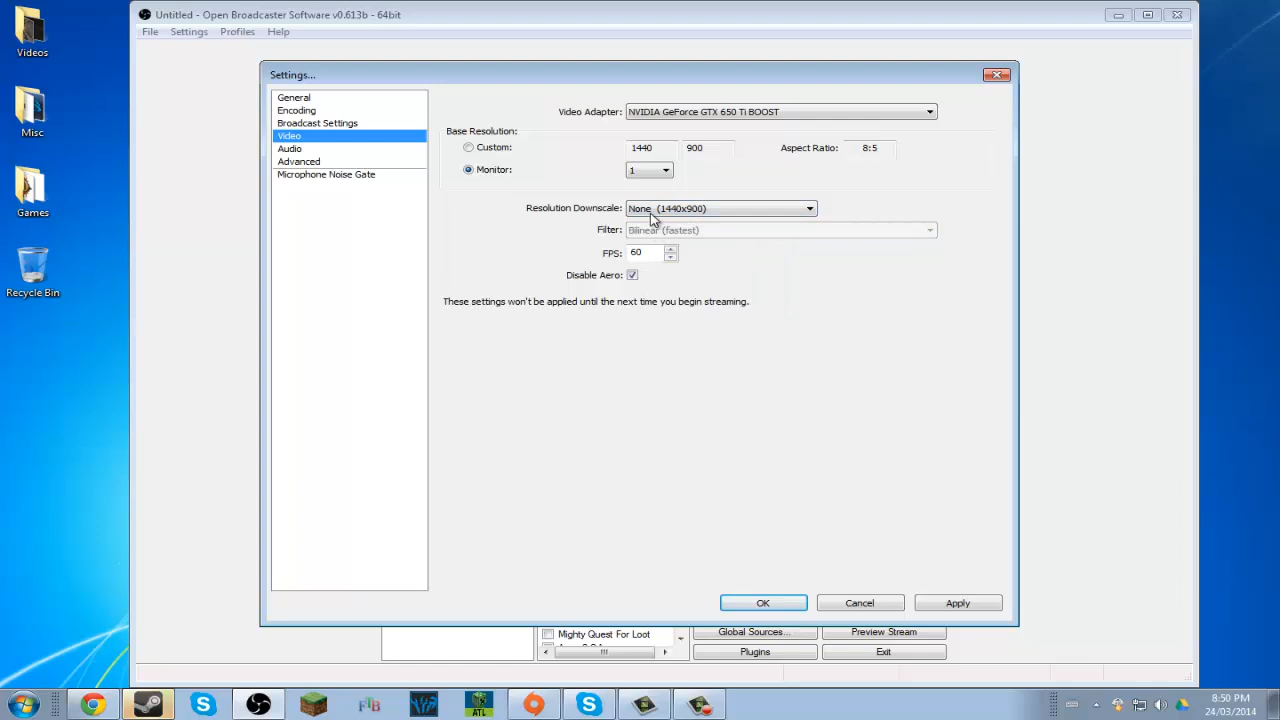 Untitled - Open Broadcaster Software v0.613b - 64bit
File Settings Profiles Help
Videos
Misc
Games
Recycle Bin
Settings...
General
Encoding
Broadcast Settings
Video
Audio
Advanced
Microphone Noise Gate
Video Adapter: NVIDIA GeForce GTX 650 Ti BOOST
Base Resolution:
Custom: 1440 900 Aspect Ratio: 8:5
Monitor: 1
Resolution Downscale: None (1440x900)
Filter: Bilinear (fastest)
FPS: 60
Disable Aero:
These settings won't be applied until the next time you begin streaming.
OK Cancel Apply
Mighty Quest For Loot Global Sources... Preview Stream
Plugins Exit
FTB
ATL
8:50 PM
24/03/2014